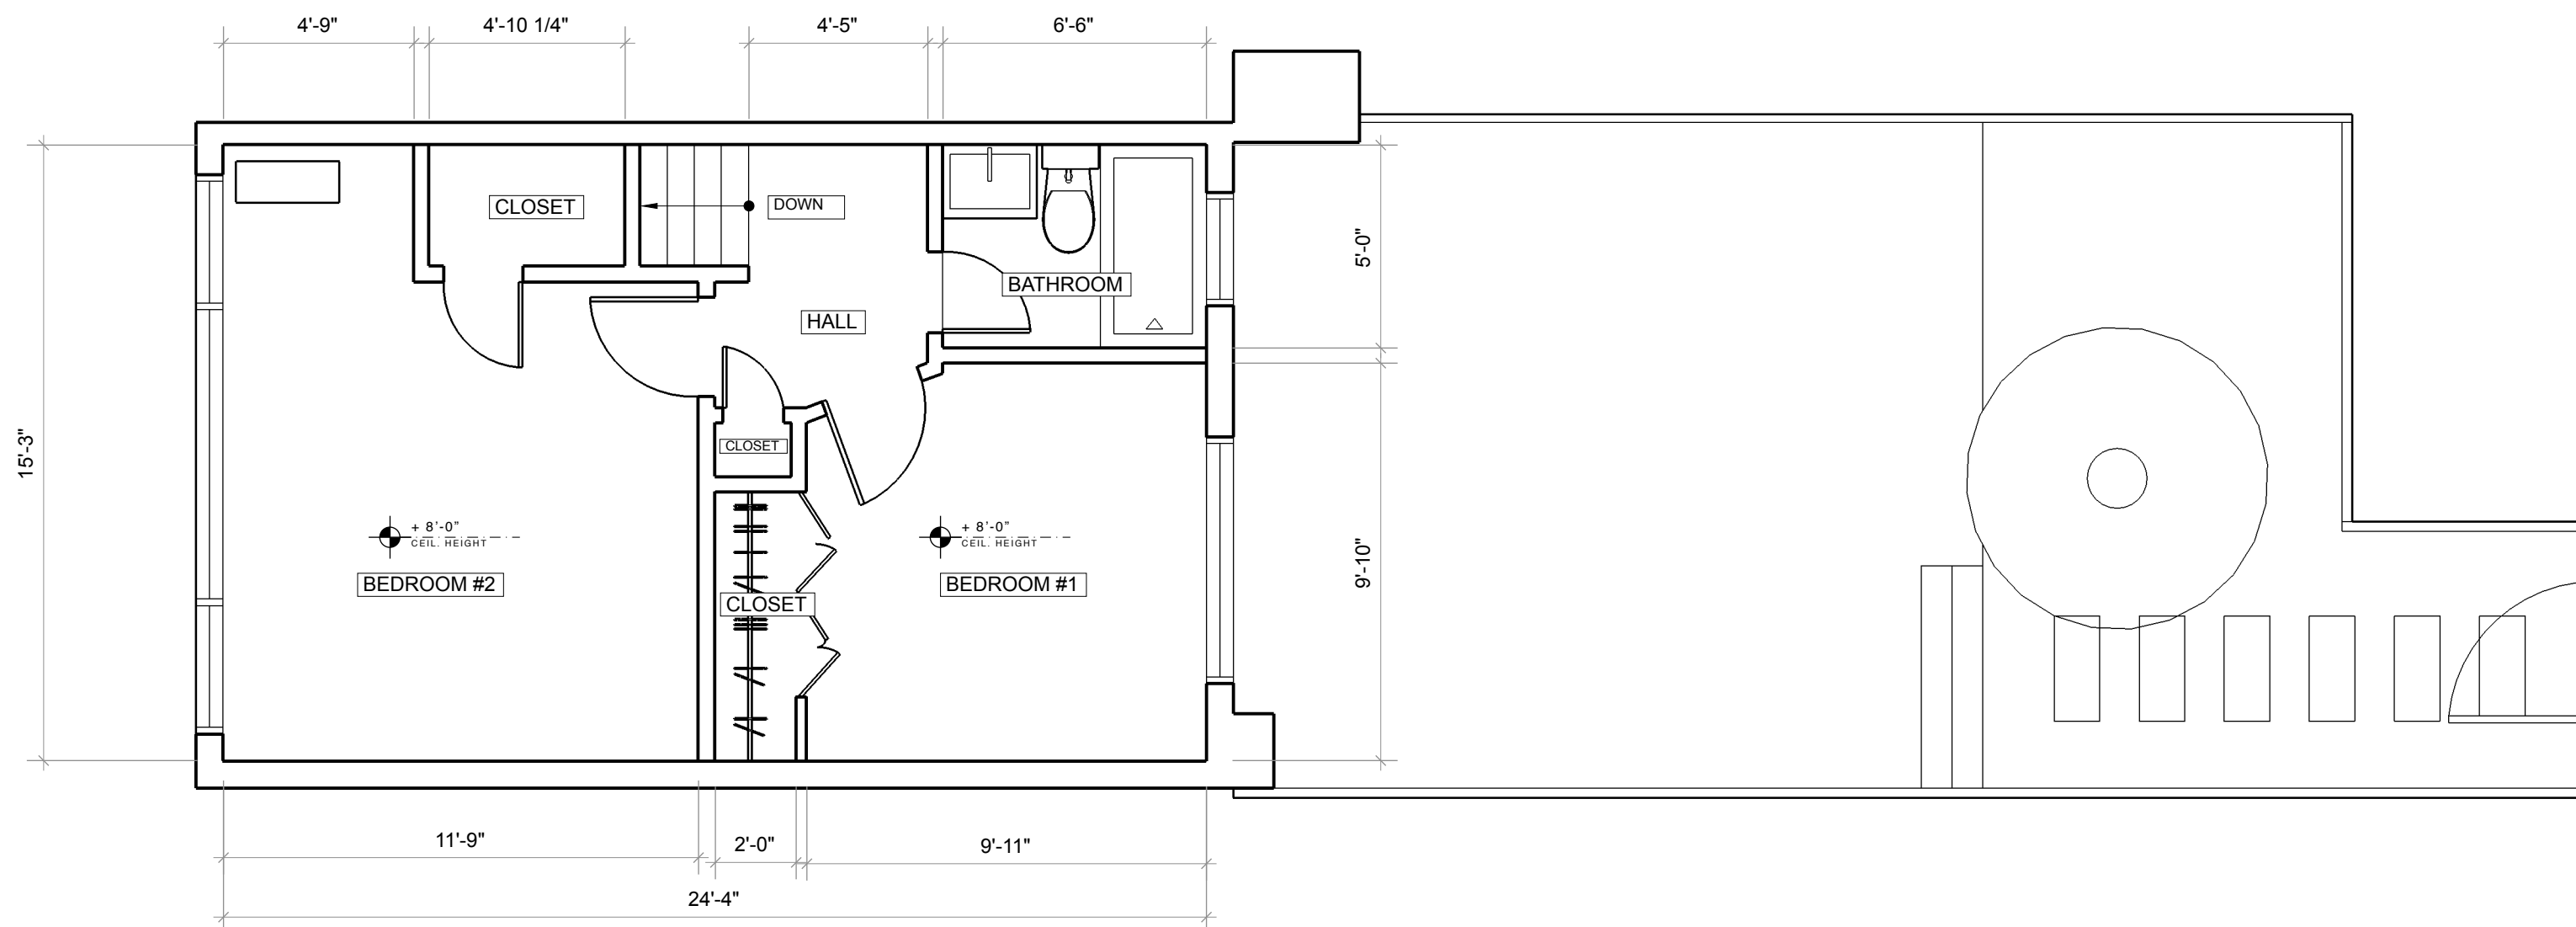 4'-9"
4'-10 1/4"
4'-5"
6'-6"
CLOSET
DOWN
5'-0"
BATHROOM
HALL
15'-3"
CLOSET
+ 8'-0”
CEIL. HEIGHT
+ 8'-0”
CEIL. HEIGHT
9'-10"
BEDROOM #2
CLOSET
BEDROOM #1
11'-9"
2'-0"
9'-11"
24'-4"